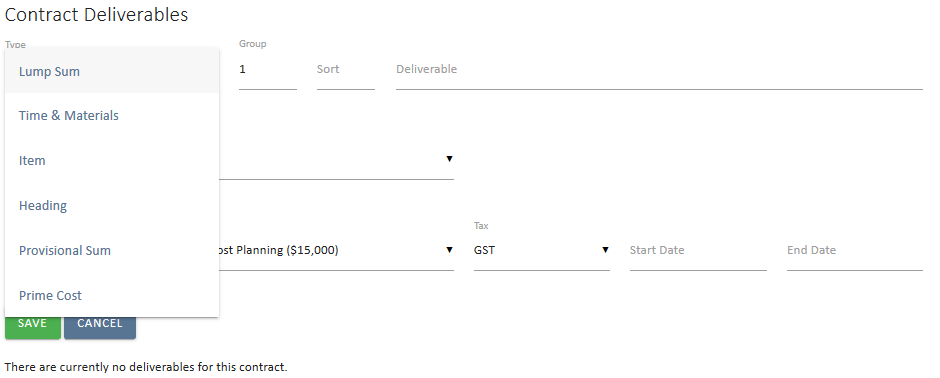 Contract Deliverables
Type
Group
Lump Sum
1
Sort
Deliverable
Time & Materials
Item
Heading
Tax
Provisional Sum
ost Planning ($15,000)
GST
Start Date
End Date
Prime Cost
SAVE
CANCEL
There are currently no deliverables for this contract.